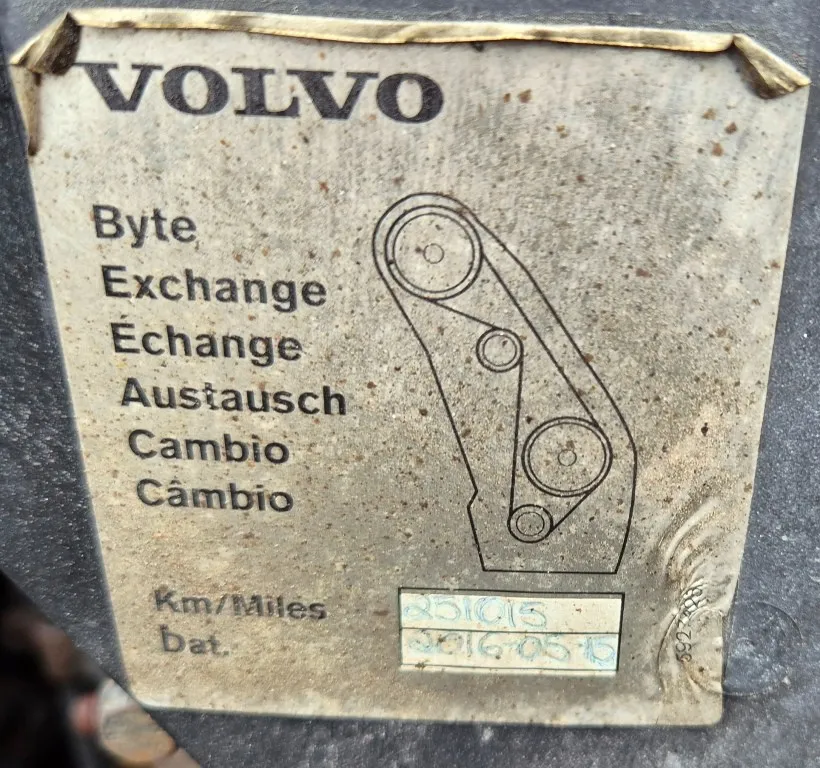 VOLVO
Byte
Exchange
Échange
Austausch
Cambio
Câmbio
Km/Miles 251015
Dat. 2016-05-15